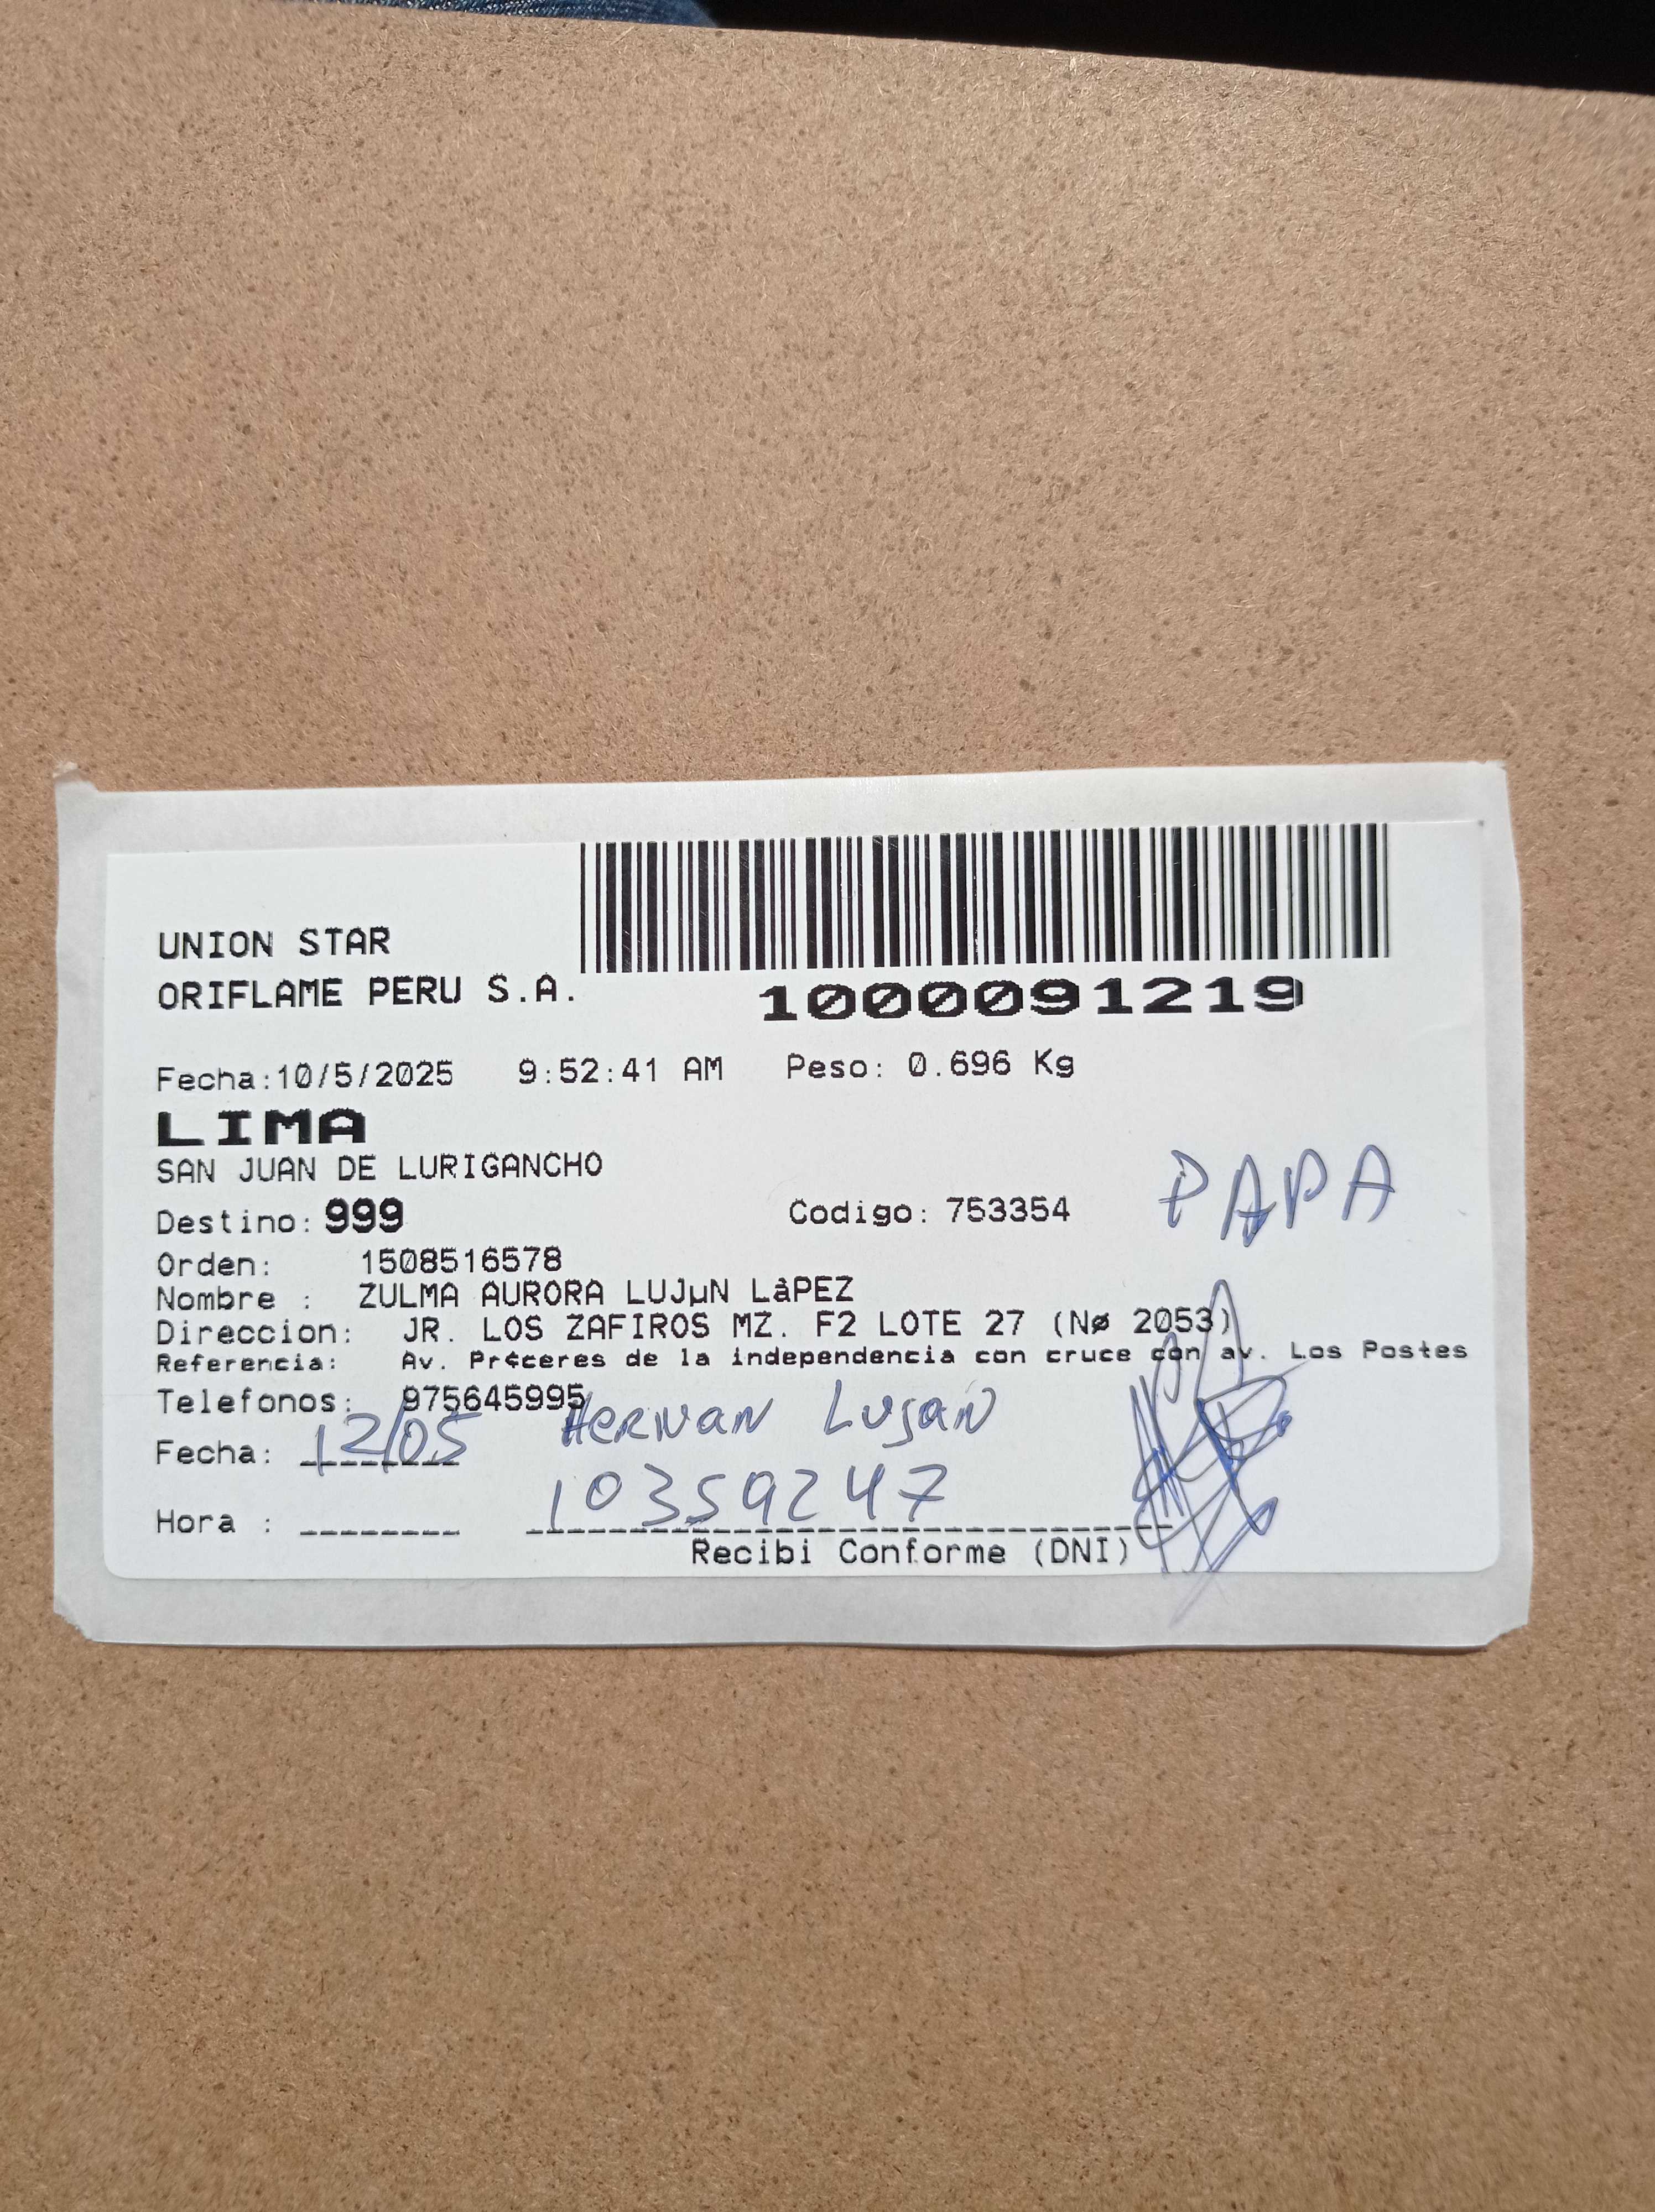 UNION STAR
ORIFLAME PERU S.A.
1000091219
Fecha:10/5/2025 9:52:41 AM Peso: 0.696 Kg
LIMA
SAN JUAN DE LURIGANCHO
Destino: 999 Codigo: 753354 PAPA
Orden: 1508516578
Nombre : ZULMA AURORA LUJµN LàPEZ
Direccion: JR. LOS ZAFIROS MZ. F2 LOTE 27 (Nø 2053)
Referencia: Av. Pr¢ceres de la independencia con cruce con av. Los Postes
Telefonos: 975645995
Fecha: 12/05 HERNAN LUJAN
Hora : 10359247
Recibi Conforme (DNI)